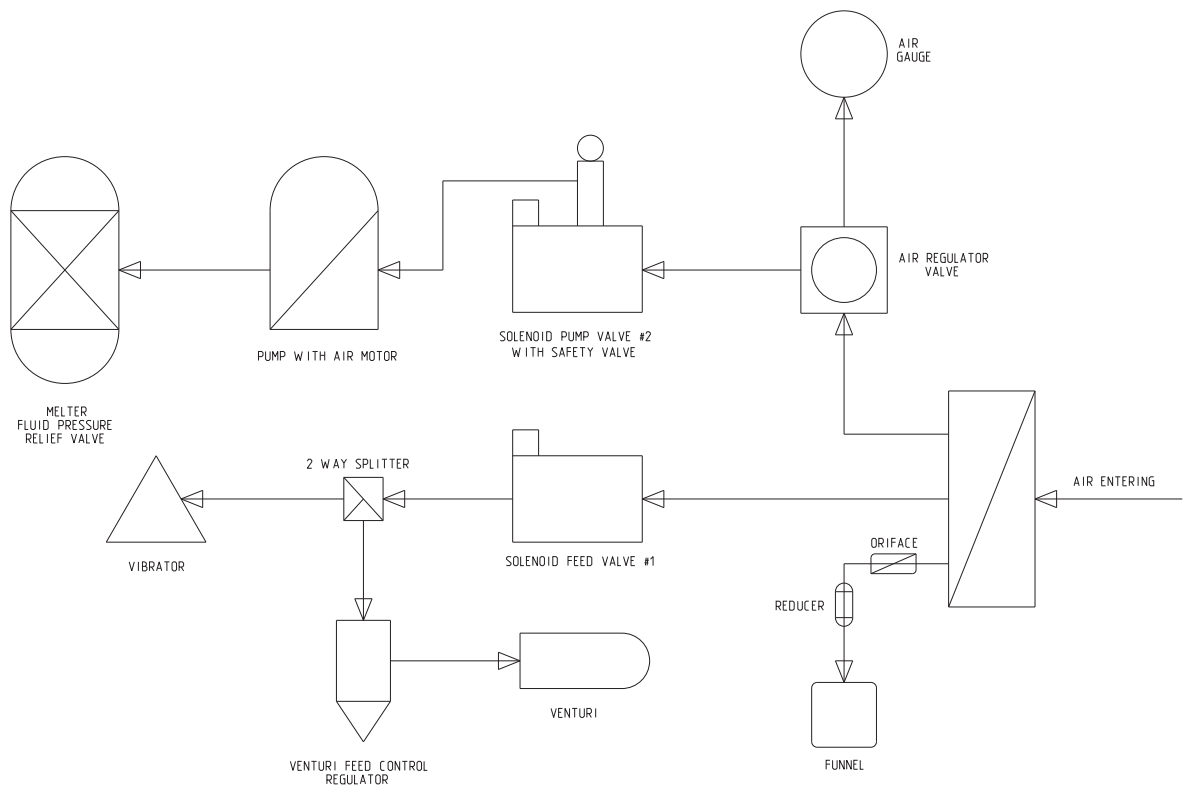 AIR
GAUGE
AIR REGULATOR
VALVE
SOLENOID PUMP VALVE #2
WITH SAFETY VALVE
PUMP WITH AIR MOTOR
MELTER
FLUID PRESSURE
RELIEF VALVE
2 WAY SPLITTER
AIR ENTERING
ORIFACE
SOLENOID FEED VALVE #1
VIBRATOR
REDUCER
VENTURI
FUNNEL
VENTURI FEED CONTROL
REGULATOR